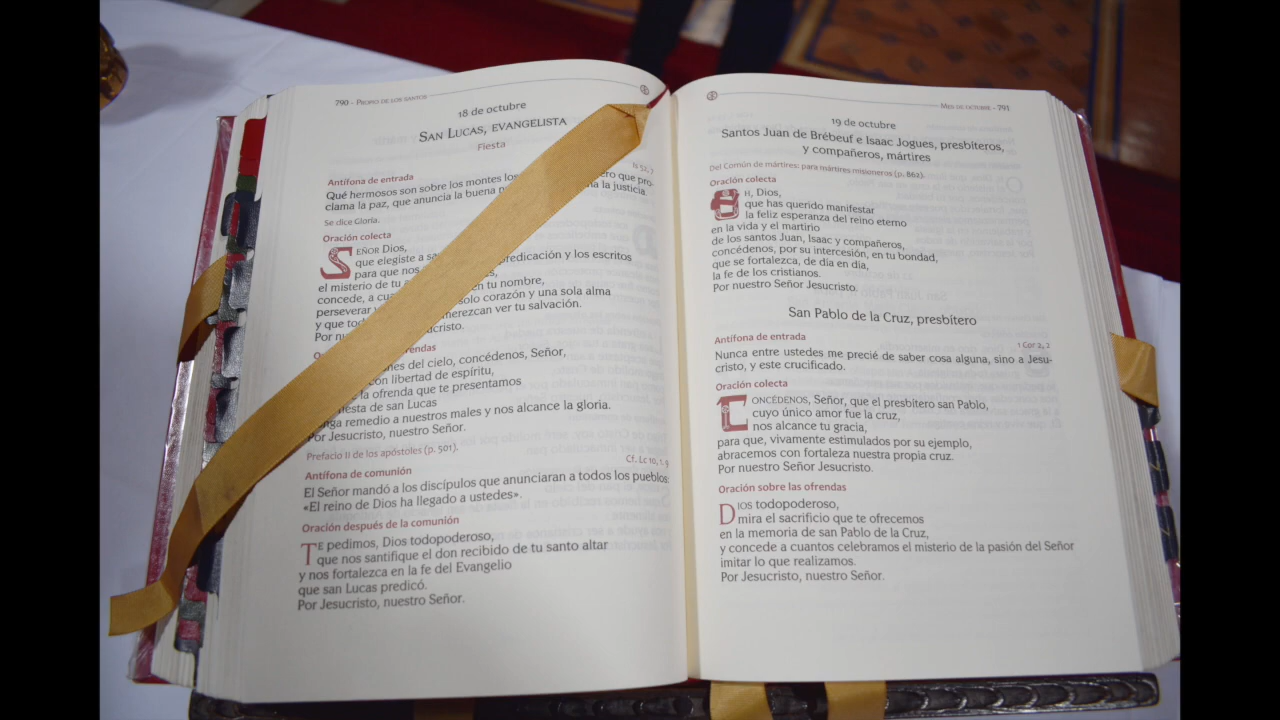 790 - Propio de los santos
18 de octubre
San Lucas, evangelista
Fiesta
N 52, 7
Antífona de entrada
Qué hermosos son sobre los montes los ero que pro-
clama la paz, que anuncia la buena na la justicia.
Se dice Gloria.
Oración colecta
Señor Dios,
que elegiste a sa predicación y los escritos
para que nos
el misterio de tu en tu nombre,
concede, a solo corazón y una sola alma
perseverar
y que tod merezcan ver tu salvación.
Por cristo.
rendas
nes del cielo, concédenos, Señor,
con libertad de espíritu,
la ofrenda que te presentamos
fiesta de san Lucas
nga remedio a nuestros males y nos alcance la gloria.
Por Jesucristo, nuestro Señor.
Prefacio II de los apóstoles (p. 501).
Cf. Lc 10, 1. 9
Antífona de comunión
El Señor mandó a los discípulos que anunciaran a todos los pueblos:
«El reino de Dios ha llegado a ustedes».
Oración después de la comunión
Te pedimos, Dios todopoderoso,
que nos santifique el don recibido de tu santo altar
y nos fortalezca en la fe del Evangelio
que san Lucas predicó.
Por Jesucristo, nuestro Señor.
Mes de octubre - 791
19 de octubre
Santos Juan de Brébeuf e Isaac Jogues, presbiteros,
y compañeros, mártires
Del Común de mártires: para mártires misioneros (p. 862).
Oración colecta
Eh, Dios,
que has querido manifestar
la feliz esperanza del reino eterno
en la vida y el martirio
de los santos Juan, Isaac y compañeros,
concédenos, por su intercesión, en tu bondad,
que se fortalezca, de día en día,
la fe de los cristianos.
Por nuestro Señor Jesucristo.
San Pablo de la Cruz, presbítero
Antífona de entrada
1 Cor 2, 2
Nunca entre ustedes me precié de saber cosa alguna, sino a Jesu-
cristo, y este crucificado.
Oración colecta
Concédenos, Señor, que el presbítero san Pablo,
cuyo único amor fue la cruz,
nos alcance tu gracia,
para que, vivamente estimulados por su ejemplo,
abracemos con fortaleza nuestra propia cruz.
Por nuestro Señor Jesucristo.
Oración sobre las ofrendas
Dios todopoderoso,
mira el sacrificio que te ofrecemos
en la memoria de san Pablo de la Cruz,
y concede a cuantos celebramos el misterio de la pasión del Señor
imitar lo que realizamos.
Por Jesucristo, nuestro Señor.